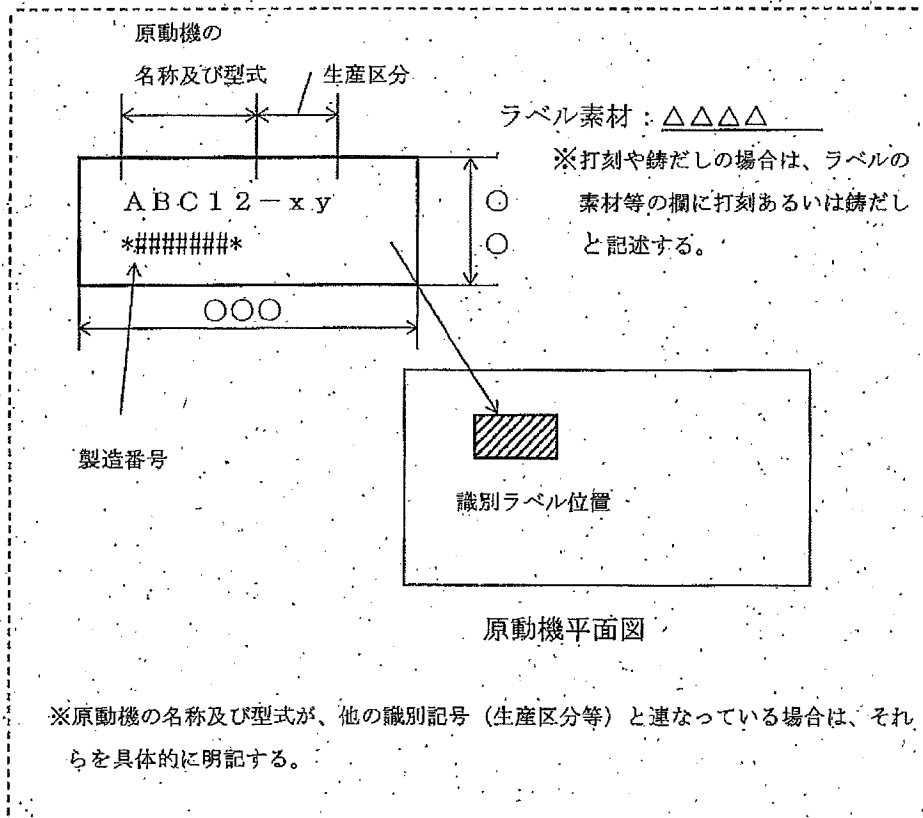 原動機の
名称及び型式
生産区分
ラベル素材:△△△△
※打刻や鋳だしの場合は、ラベルの
素材等の欄に打刻あるいは鋳だし
と記述する。
ABC12-xy
*#######*
○
○
○○○
製造番号
識別ラベル位置
原動機平面図
※原動機の名称及び型式が、他の識別記号(生産区分等)と連なっている場合は、それ
らを具体的に明記する。